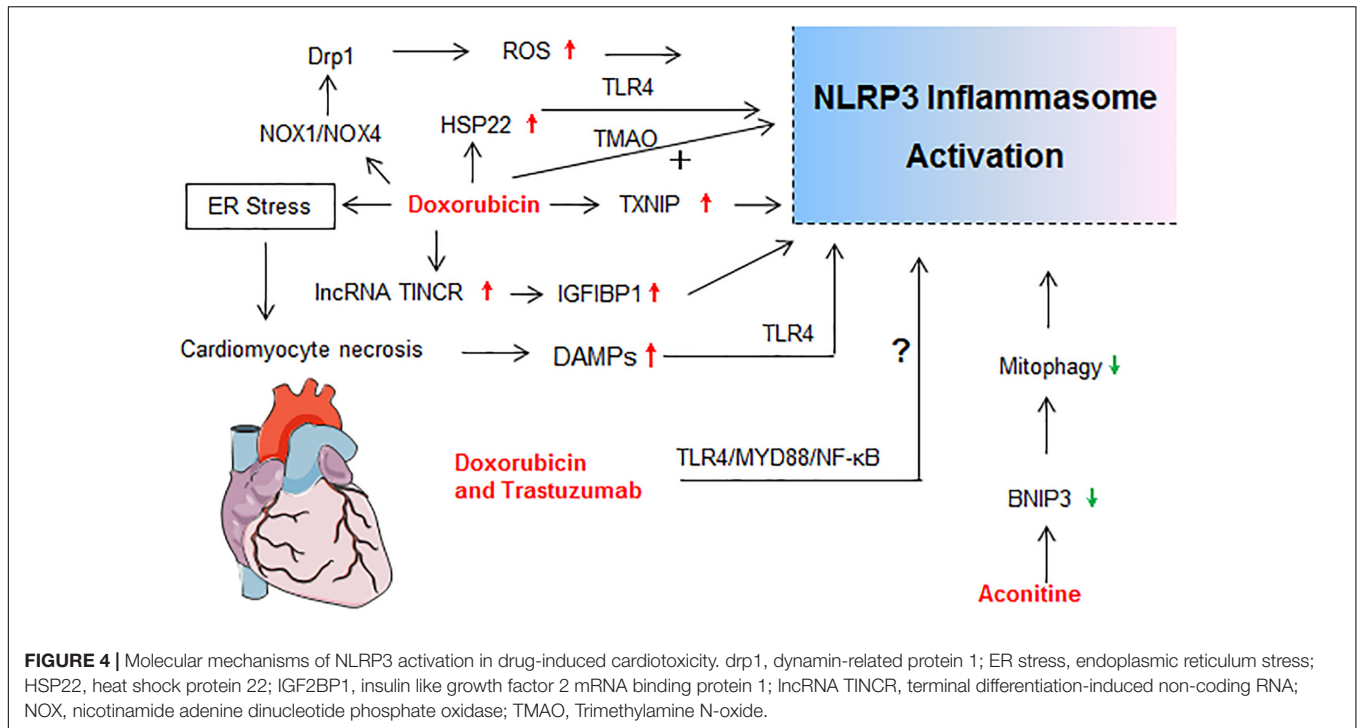 Drp1
ROS
TLR4
NLRP3 Inflammasome
Activation
NOX1/NOX4
HSP22
TMAO
+
ER Stress
Doxorubicin
TXNIP
lncRNA TINCR
IGFIBP1
Cardiomyocyte necrosis
DAMPs
TLR4
?
Mitophagy
Doxorubicin
and Trastuzumab
TLR4/MYD88/NF-κB
BNIP3
Aconitine
FIGURE 4 | Molecular mechanisms of NLRP3 activation in drug-induced cardiotoxicity. drp1, dynamin-related protein 1; ER stress, endoplasmic reticulum stress;
HSP22, heat shock protein 22; IGF2BP1, insulin like growth factor 2 mRNA binding protein 1; lncRNA TINCR, terminal differentiation-induced non-coding RNA;
NOX, nicotinamide adenine dinucleotide phosphate oxidase; TMAO, Trimethylamine N-oxide.